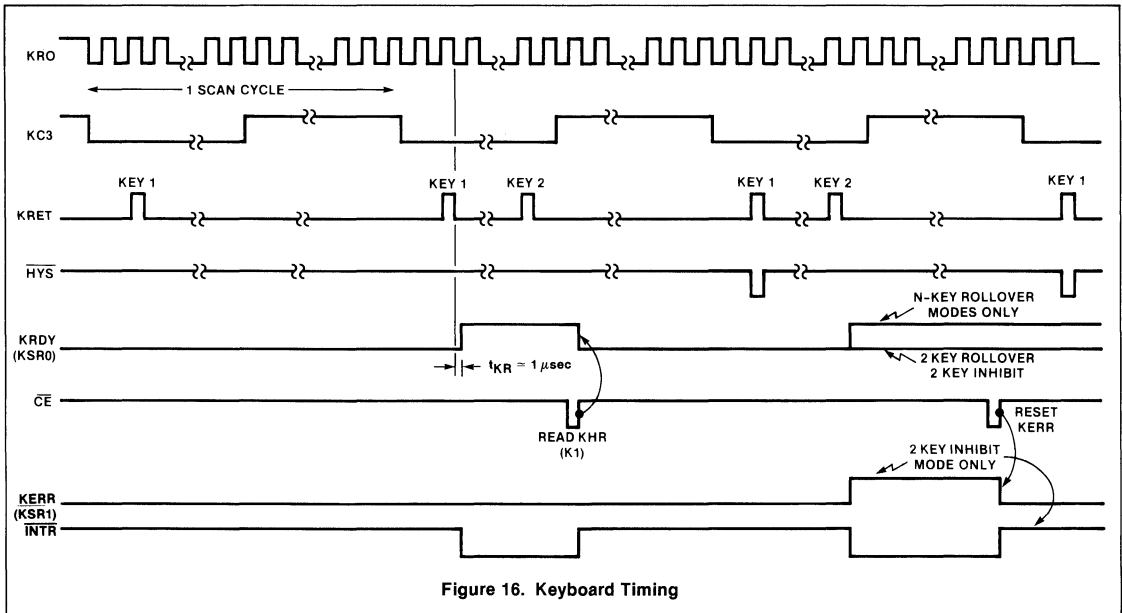 KRO
1 SCAN CYCLE
KC3
KEY 1
KEY 1
KEY 2
KEY 1
KEY 2
KEY 1
KRET
HYS
N-KEY ROLLOVER
MODES ONLY
KRDY
(KSR0)
tKR ≃ 1 μsec
2 KEY ROLLOVER
2 KEY INHIBIT
CE
READ KHR
(K1)
RESET
KERR
2 KEY INHIBIT
MODE ONLY
KERR
(KSR1)
INTR
Figure 16. Keyboard Timing